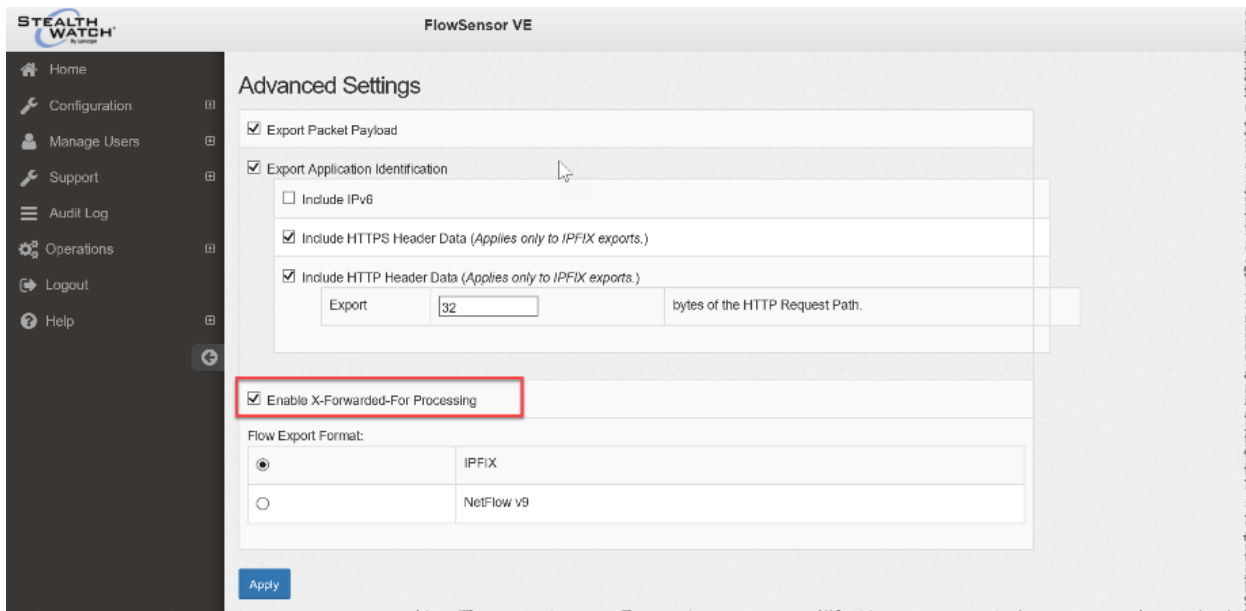 STEALTH
WATCH
By Lancope
FlowSensor VE
Home
Configuration
Manage Users
Support
Audit Log
Operations
Logout
Help
Advanced Settings
Export Packet Payload
Export Application Identification
Include IPv6
Include HTTPS Header Data (Applies only to IPFIX exports.)
Include HTTP Header Data (Applies only to IPFIX exports.)
Export 32 bytes of the HTTP Request Path.
Enable X-Forwarded-For Processing
Flow Export Format:
IPFIX
NetFlow v9
Apply